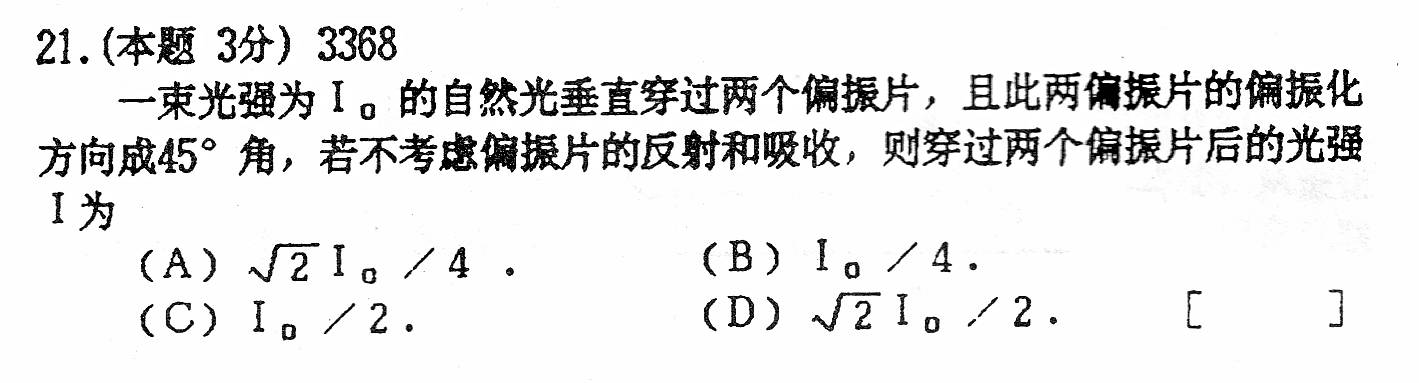 21.(本题 3分) 3368
一束光强为 I₀ 的自然光垂直穿过两个偏振片，且此两偏振片的偏振化
方向成45° 角，若不考虑偏振片的反射和吸收，则穿过两个偏振片后的光强
I 为
(A) √2 I₀ ／4 . (B) I₀ ／4.
(C) I₀ ／2. (D) √2 I₀ ／2. [ ]